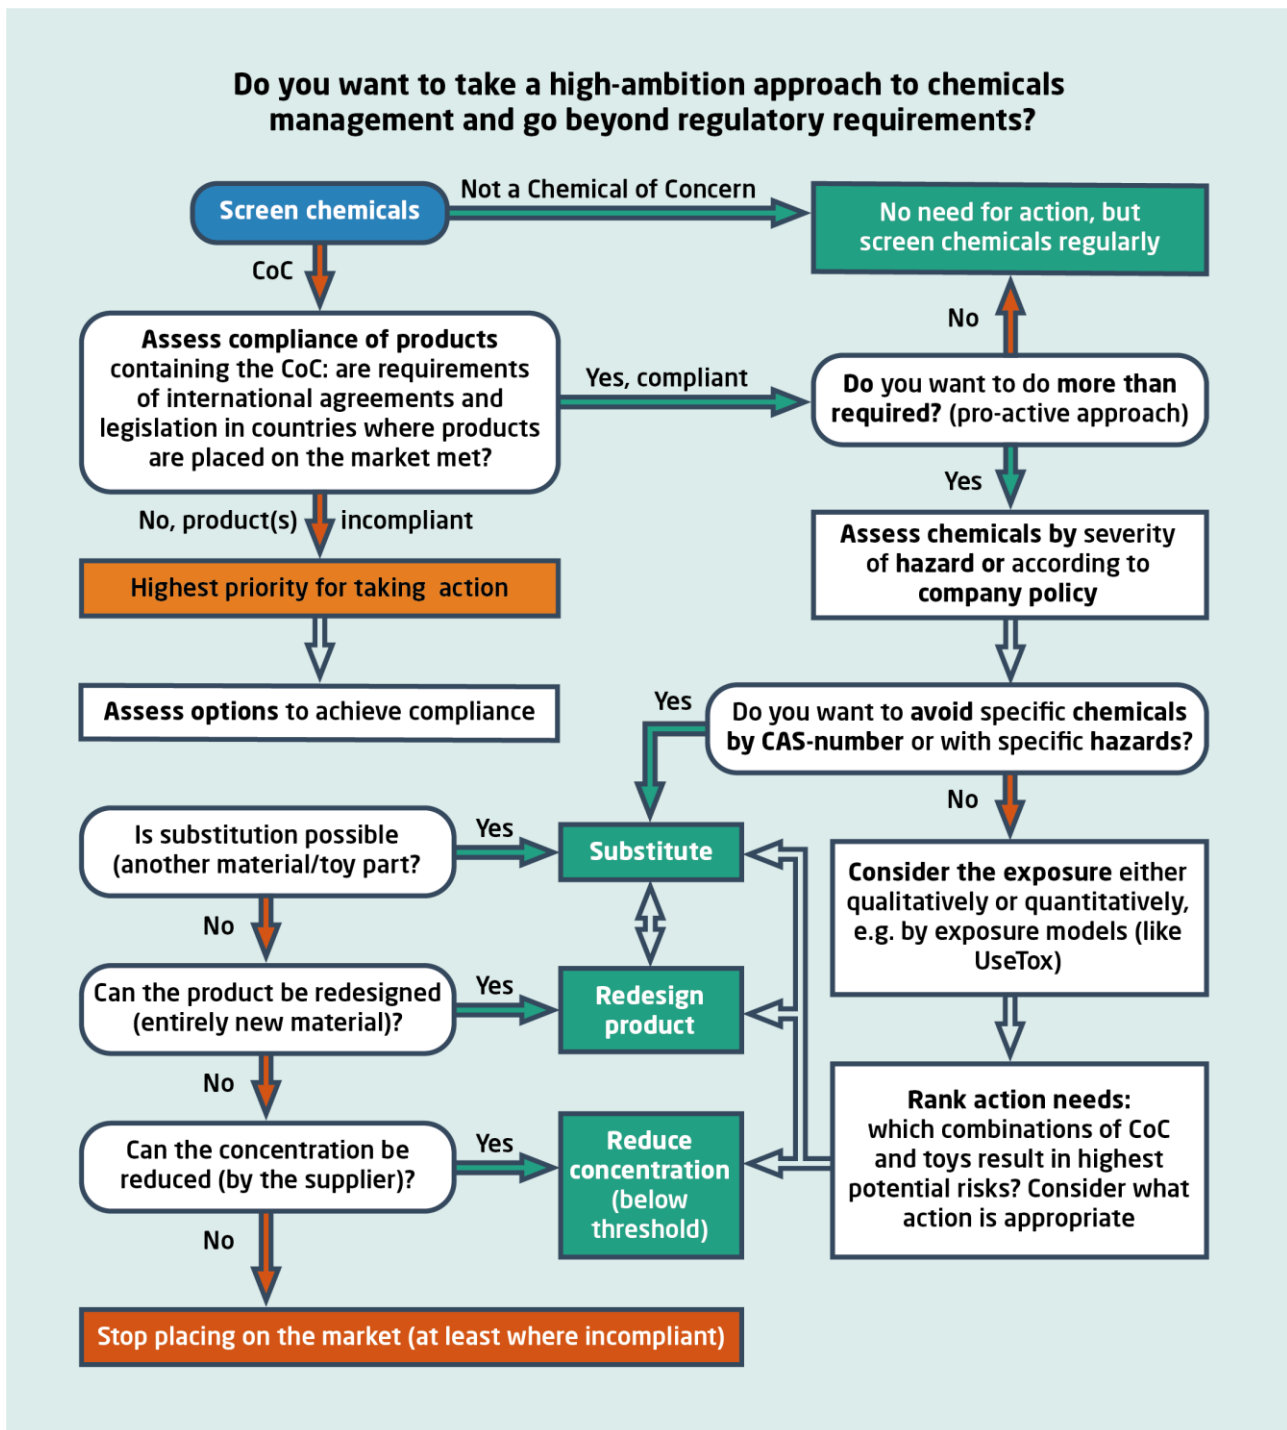 Do you want to take a high-ambition approach to chemicals
management and go beyond regulatory requirements?
Screen chemicals
Not a Chemical of Concern
No need for action, but
screen chemicals regularly
CoC
No
Assess compliance of products
containing the CoC: are requirements
of international agreements and
legislation in countries where products
are placed on the market met?
Yes, compliant
Do you want to do more than
required? (pro-active approach)
Yes
No, product(s) incompliant
Assess chemicals by severity
of hazard or according to
company policy
Highest priority for taking action
Assess options to achieve compliance
Yes
Do you want to avoid specific chemicals
by CAS-number or with specific hazards?
No
Is substitution possible
(another material/toy part?
Yes
Substitute
Consider the exposure either
qualitatively or quantitatively,
e.g. by exposure models (like
UseTox)
No
Can the product be redesigned
(entirely new material)?
Yes
Redesign
product
No
Rank action needs:
which combinations of CoC
and toys result in highest
potential risks? Consider what
action is appropriate
Can the concentration be
reduced (by the supplier)?
Yes
Reduce
concentration
(below
threshold)
No
Stop placing on the market (at least where incompliant)